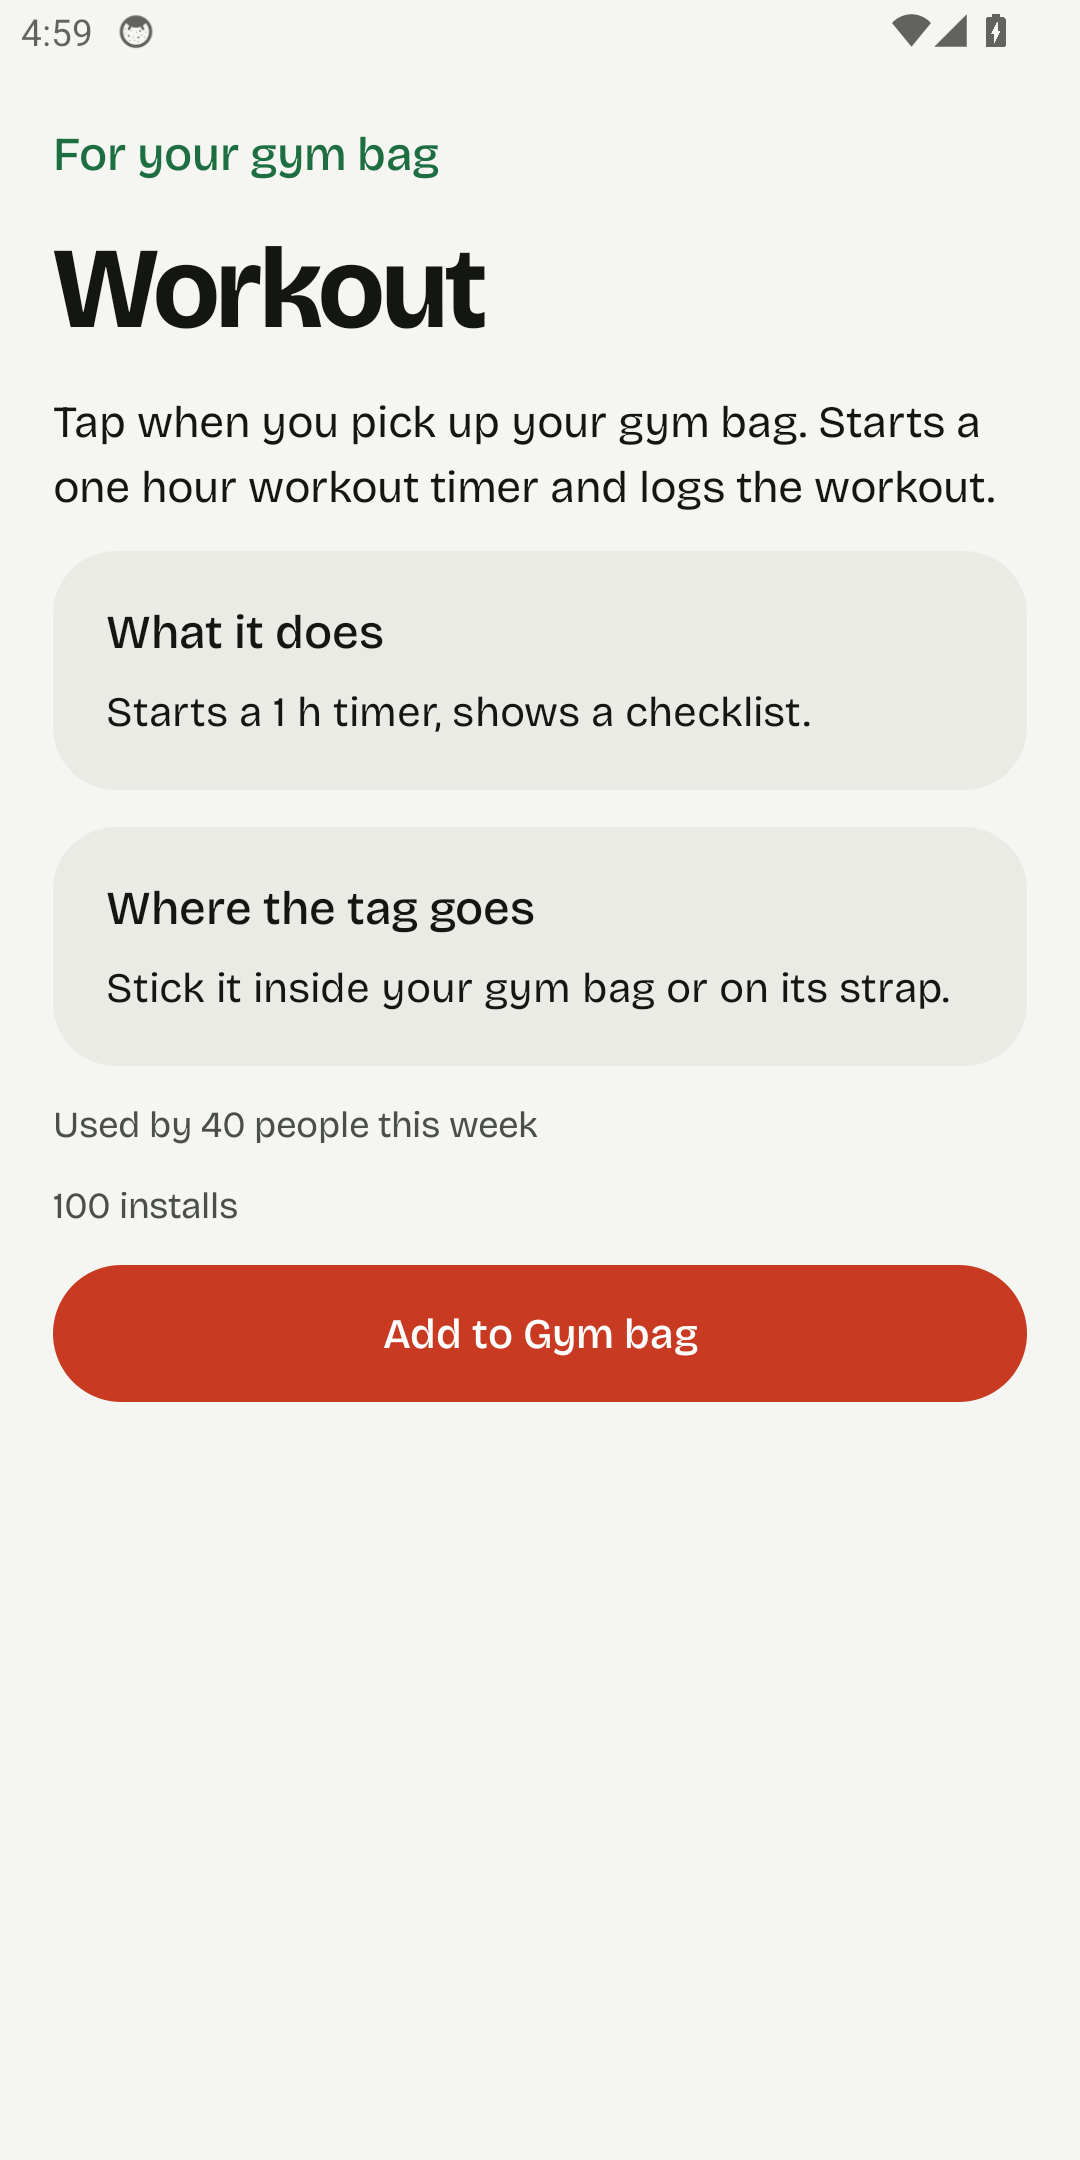 4:59
For your gym bag
Workout
Tap when you pick up your gym bag. Starts a
one hour workout timer and logs the workout.
What it does
Starts a 1 h timer, shows a checklist.
Where the tag goes
Stick it inside your gym bag or on its strap.
Used by 40 people this week
100 installs
Add to Gym bag